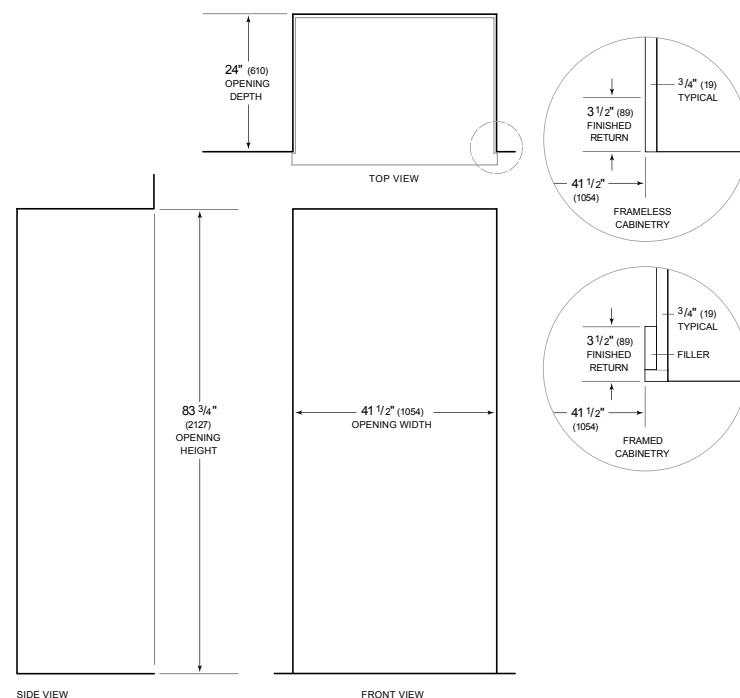 24" (610)
OPENING
DEPTH
TOP VIEW
3 1/2" (89)
FINISHED
RETURN
3/4" (19)
TYPICAL
41 1/2"
(1054)
FRAMELESS
CABINETRY
3 1/2" (89)
FINISHED
RETURN
3/4" (19)
TYPICAL
FILLER
41 1/2"
(1054)
FRAMED
CABINETRY
83 3/4"
(2127)
OPENING
HEIGHT
41 1/2" (1054)
OPENING WIDTH
SIDE VIEW
FRONT VIEW